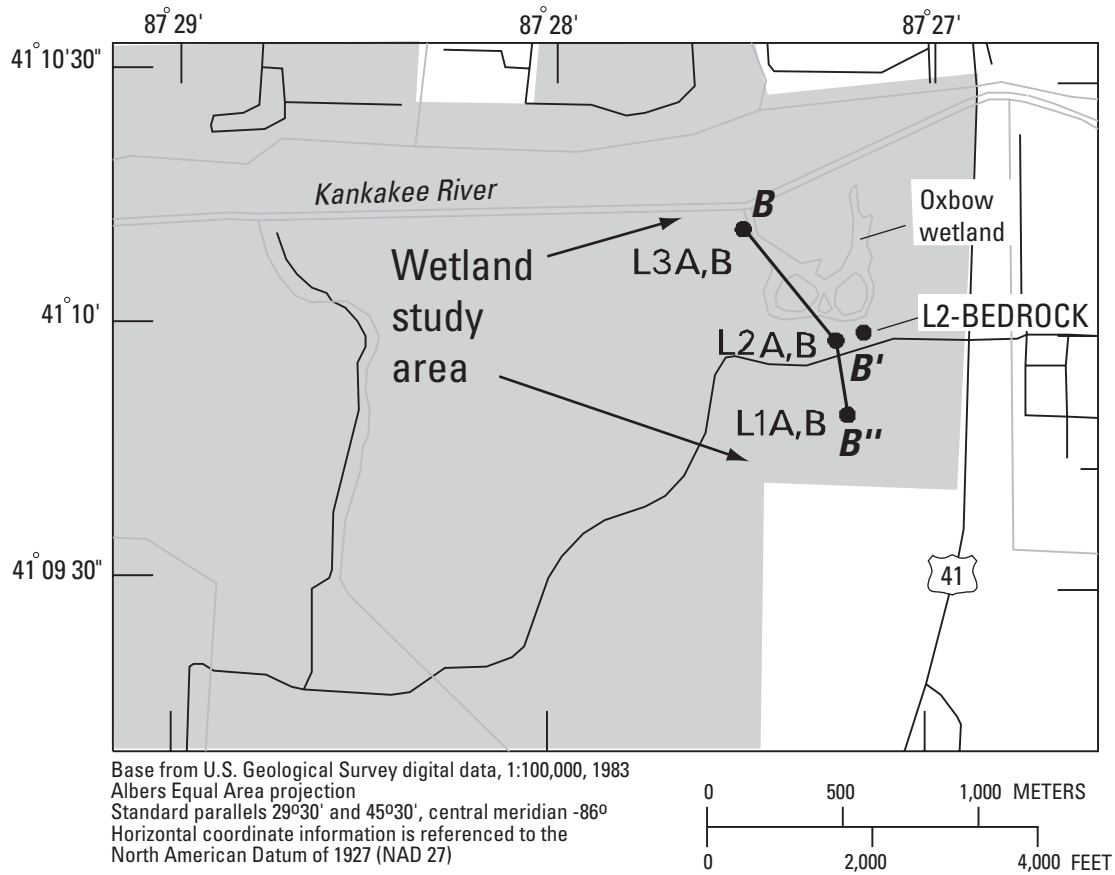 87°29' 87°28' 87°27'
41°10'30"
Kankakee River
B
Oxbow
wetland
Wetland
study
area
L3A,B
41°10'
L2-BEDROCK
L2A,B
B'
L1A,B
B''
41°09'30"
41
Base from U.S. Geological Survey digital data, 1:100,000, 1983
Albers Equal Area projection
Standard parallels 29º30' and 45º30', central meridian -86º
Horizontal coordinate information is referenced to the
North American Datum of 1927 (NAD 27)
0 500 1,000 METERS
0 2,000 4,000 FEET